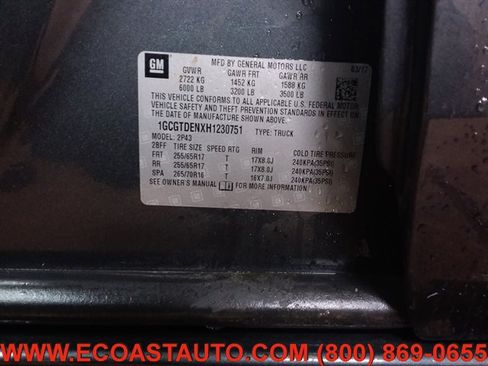 GM
MFD BY GENERAL MOTORS LLC
03/17
GVWR GAWR FRT GAWR RR
2722 KG 1452 KG 1588 KG
6000 LB 3200 LB 3500 LB
THIS VEHICLE CONFORMS TO ALL APPLICABLE U.S. FEDERAL MOTOR
VEHICLE SAFETY AND THEFT PREVENTION STANDARDS IN EFFECT ON
THE DATE OF MANUFACTURE SHOWN ABOVE.
1GCGTDENXH1230751 TYPE: TRUCK
MODEL: 2P43
2BFF TIRE SIZE SPEED RTG RIM COLD TIRE PRESSURE
FRT 255/65R17 T 17X8.0J 240KPA(35PSI)
RR 255/65R17 T 17X8.0J 240KPA(35PSI)
SPA 265/70R16 T 16X7.0J 240KPA(35PSI)
SEE OWNER'S MANUAL FOR MORE INFORMATION.
WWW.ECOASTAUTO.COM (800) 869-0655